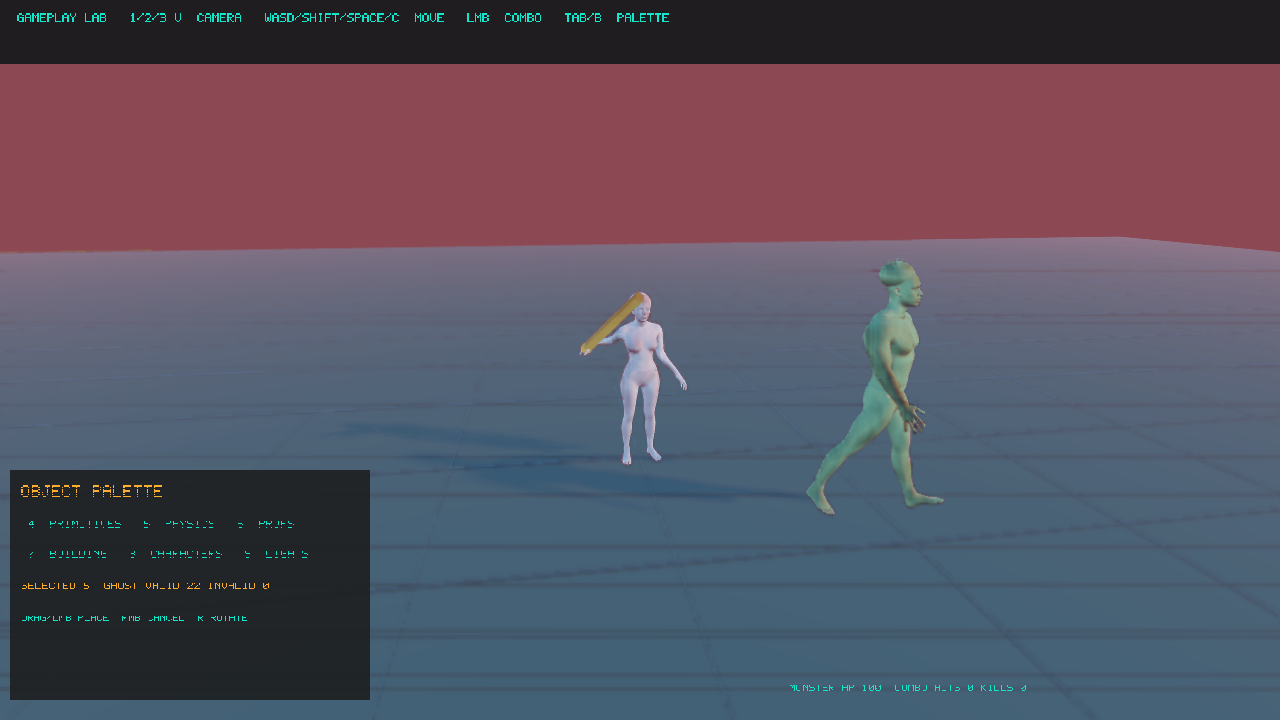 GAMEPLAY LAB 1/2/3 V CAMERA WASD/SHIFT/SPACE/C MOVE LMB COMBO TAB/B PALETTE
OBJECT PALETTE
4 PRIMITIVES 5 PHYSICS 6 PROPS
7 BUILDING 8 CHARACTERS 9 LIGHTS
SELECTED 5 GHOST VALID 22 INVALID 0
DRAG/LMB PLACE RMB CANCEL R ROTATE
MONSTER HP 100 COMBO HITS 0 KILLS 0